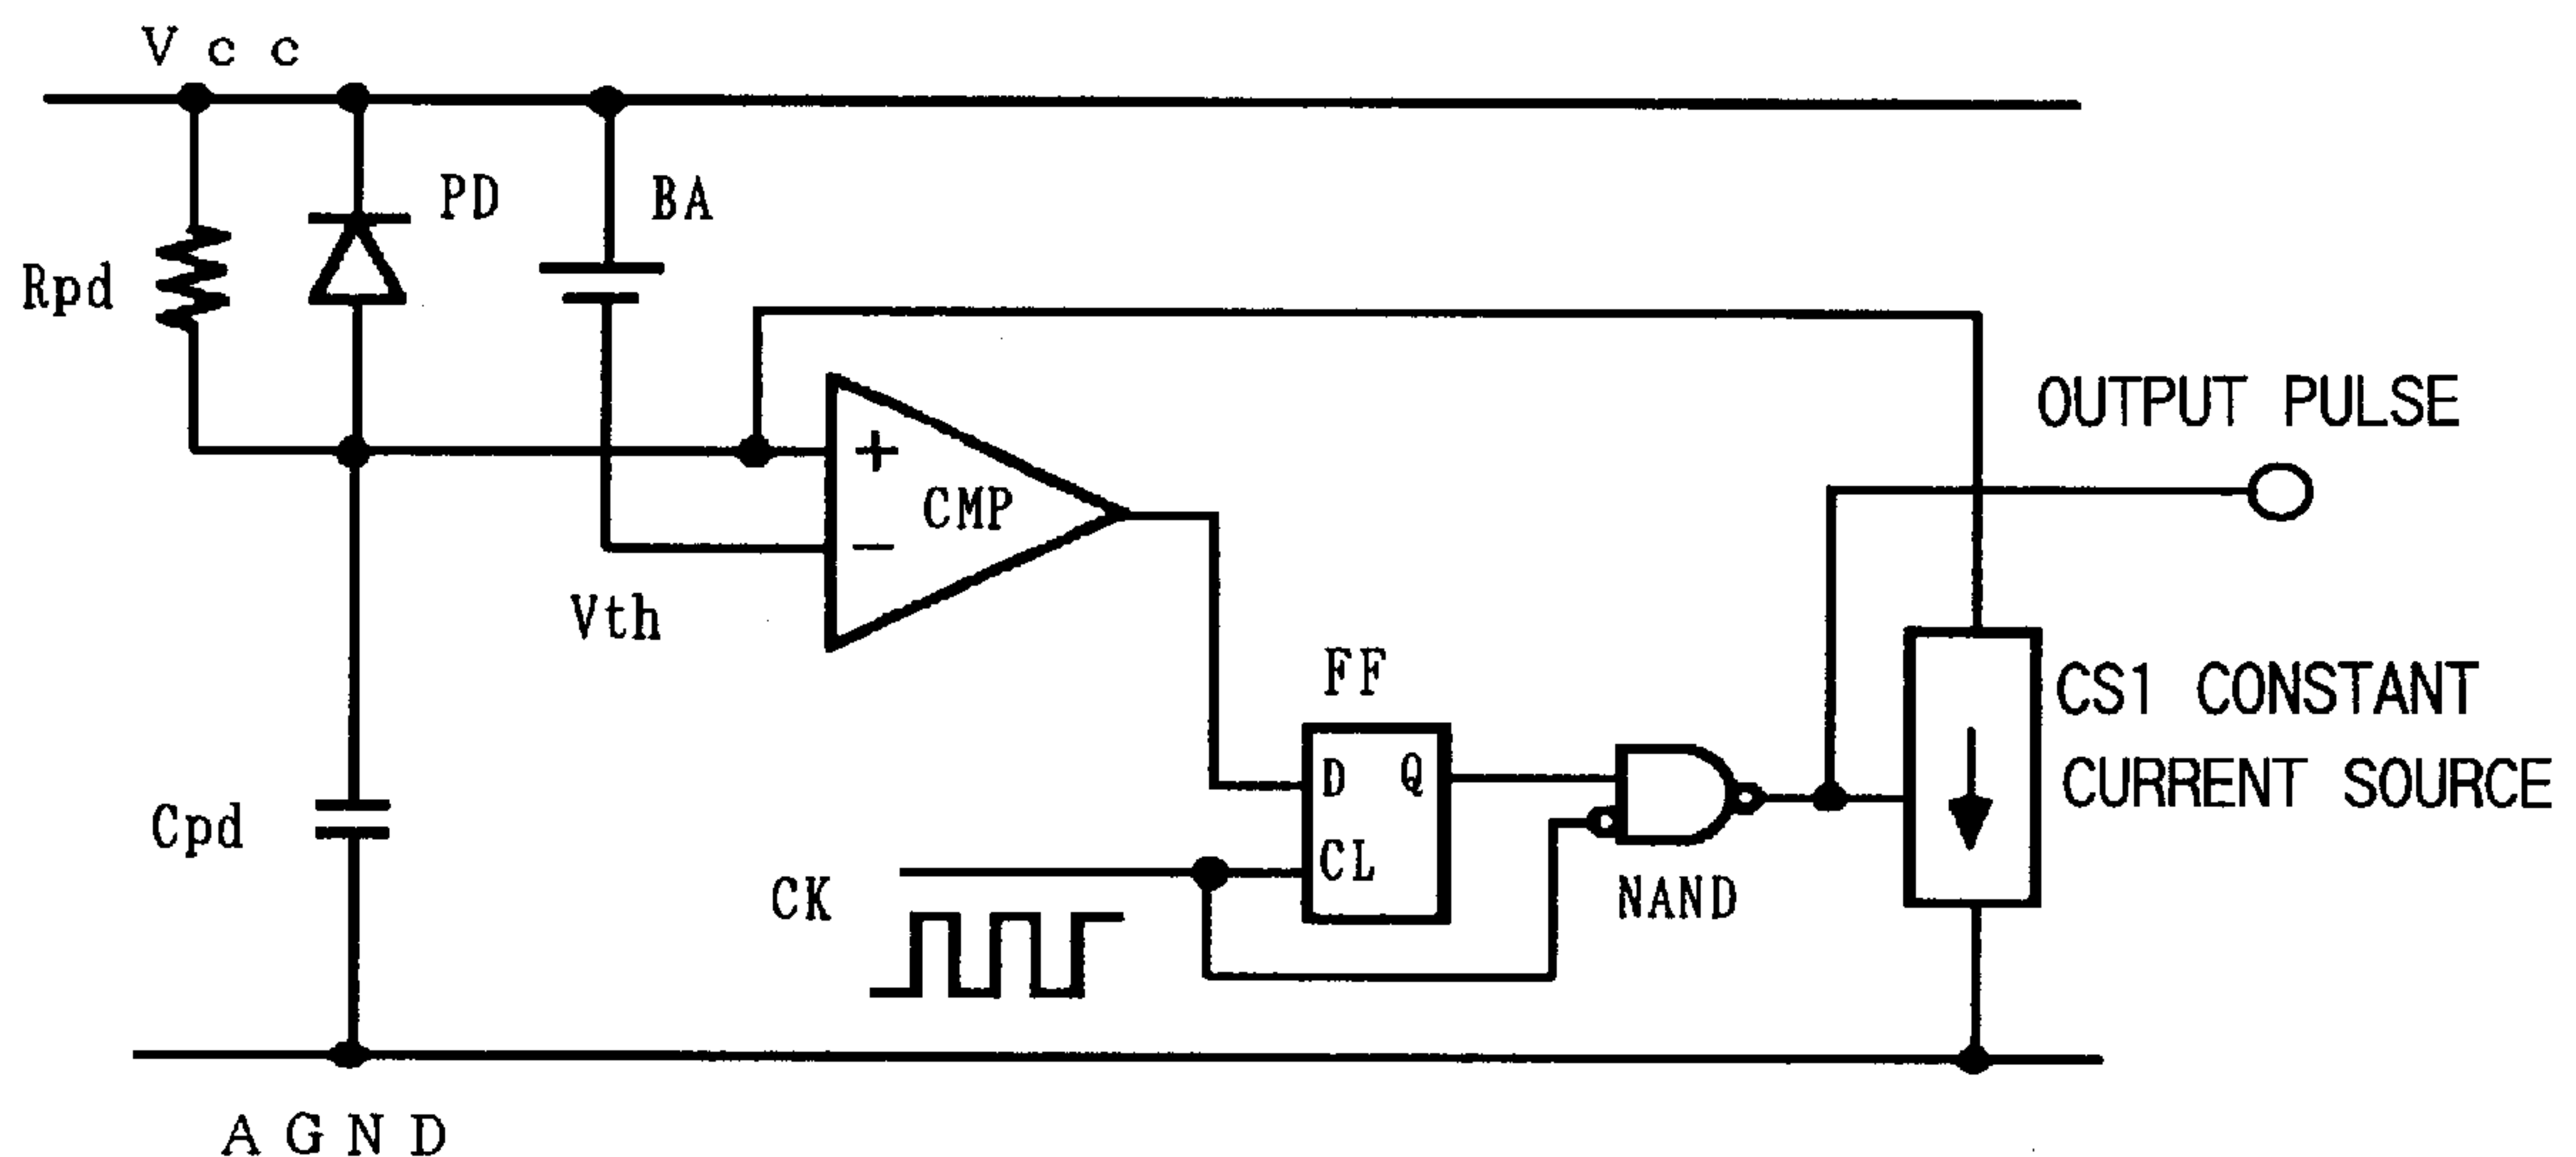 Vcc
PD
BA
Rpd
+
CMP
−
OUTPUT PULSE
Vth
FF
CS1 CONSTANT
CURRENT SOURCE
D Q
CL
Cpd
CK
NAND
AGND